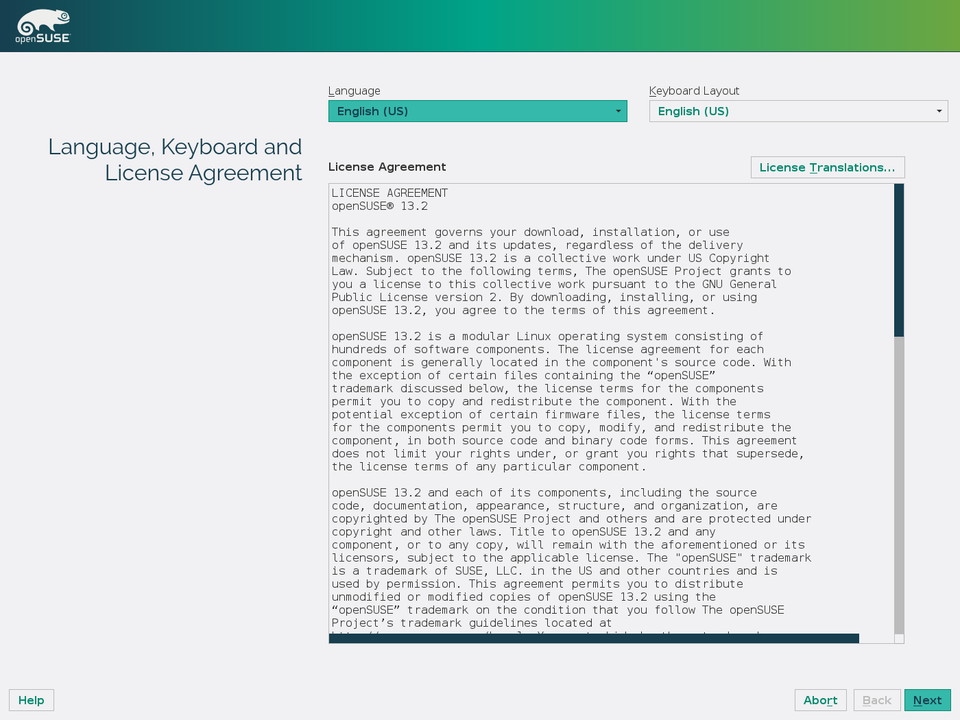 openSUSE
Language
Keyboard Layout
English (US)
English (US)
Language, Keyboard and
License Agreement
License Agreement
License Translations...
LICENSE AGREEMENT
openSUSE® 13.2
This agreement governs your download, installation, or use
of openSUSE 13.2 and its updates, regardless of the delivery
mechanism. openSUSE 13.2 is a collective work under US Copyright
Law. Subject to the following terms, The openSUSE Project grants to
you a license to this collective work pursuant to the GNU General
Public License version 2. By downloading, installing, or using
openSUSE 13.2, you agree to the terms of this agreement.
openSUSE 13.2 is a modular Linux operating system consisting of
hundreds of software components. The license agreement for each
component is generally located in the component's source code. With
the exception of certain files containing the “openSUSE”
trademark discussed below, the license terms for the components
permit you to copy and redistribute the component. With the
potential exception of certain firmware files, the license terms
for the components permit you to copy, modify, and redistribute the
component, in both source code and binary code forms. This agreement
does not limit your rights under, or grant you rights that supersede,
the license terms of any particular component.
openSUSE 13.2 and each of its components, including the source
code, documentation, appearance, structure, and organization, are
copyrighted by The openSUSE Project and others and are protected under
copyright and other laws. Title to openSUSE 13.2 and any
component, or to any copy, will remain with the aforementioned or its
licensors, subject to the applicable license. The "openSUSE" trademark
is a trademark of SUSE, LLC. in the US and other countries and is
used by permission. This agreement permits you to distribute
unmodified or modified copies of openSUSE 13.2 using the
“openSUSE” trademark on the condition that you follow The openSUSE
Project’s trademark guidelines located at
Help
Abort
Back
Next